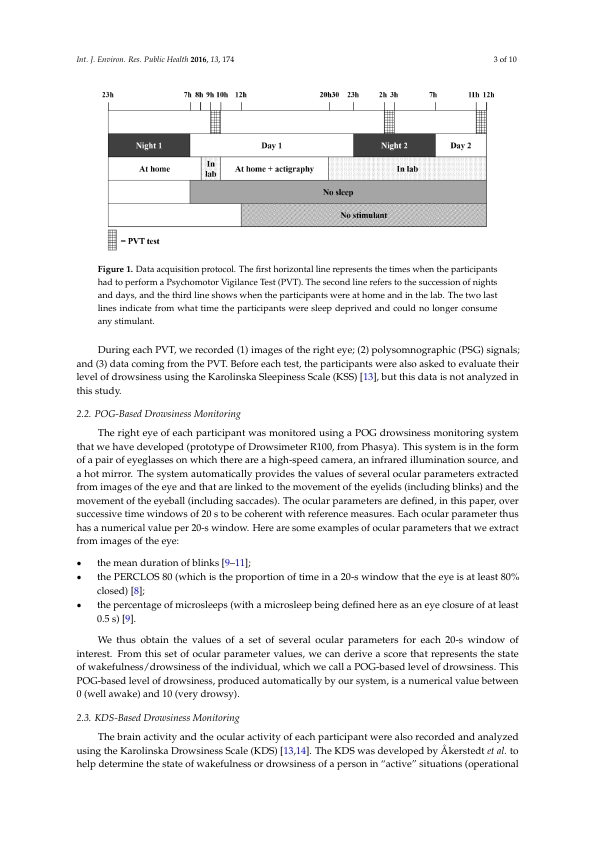 Int. J. Environ. Res. Public Health 2016, 13, 174 3 of 10
23h 7h 8h 9h 10h 12h 20h30 23h 2h 3h 7h 11h 12h
Night 1 Day 1 Night 2 Day 2
At home In lab At home + actigraphy In lab
No sleep
No stimulant
= PVT test
Figure 1. Data acquisition protocol. The first horizontal line represents the times when the participants
had to perform a Psychomotor Vigilance Test (PVT). The second line refers to the succession of nights
and days, and the third line shows when the participants were at home and in the lab. The two last
lines indicate from what time the participants were sleep deprived and could no longer consume
any stimulant.
During each PVT, we recorded (1) images of the right eye; (2) polysomnographic (PSG) signals;
and (3) data coming from the PVT. Before each test, the participants were also asked to evaluate their
level of drowsiness using the Karolinska Sleepiness Scale (KSS) [13], but this data is not analyzed in
this study.
2.2. POG-Based Drowsiness Monitoring
The right eye of each participant was monitored using a POG drowsiness monitoring system
that we have developed (prototype of Drowsimeter R100, from Phasya). This system is in the form
of a pair of eyeglasses on which there are a high-speed camera, an infrared illumination source, and
a hot mirror. The system automatically provides the values of several ocular parameters extracted
from images of the eye and that are linked to the movement of the eyelids (including blinks) and the
movement of the eyeball (including saccades). The ocular parameters are defined, in this paper, over
successive time windows of 20 s to be coherent with reference measures. Each ocular parameter thus
has a numerical value per 20-s window. Here are some examples of ocular parameters that we extract
from images of the eye:
• the mean duration of blinks [9–11];
• the PERCLOS 80 (which is the proportion of time in a 20-s window that the eye is at least 80%
closed) [8];
• the percentage of microsleeps (with a microsleep being defined here as an eye closure of at least
0.5 s) [9].
We thus obtain the values of a set of several ocular parameters for each 20-s window of
interest. From this set of ocular parameter values, we can derive a score that represents the state
of wakefulness/drowsiness of the individual, which we call a POG-based level of drowsiness. This
POG-based level of drowsiness, produced automatically by our system, is a numerical value between
0 (well awake) and 10 (very drowsy).
2.3. KDS-Based Drowsiness Monitoring
The brain activity and the ocular activity of each participant were also recorded and analyzed
using the Karolinska Drowsiness Scale (KDS) [13,14]. The KDS was developed by Åkerstedt et al. to
help determine the state of wakefulness or drowsiness of a person in “active” situations (operational